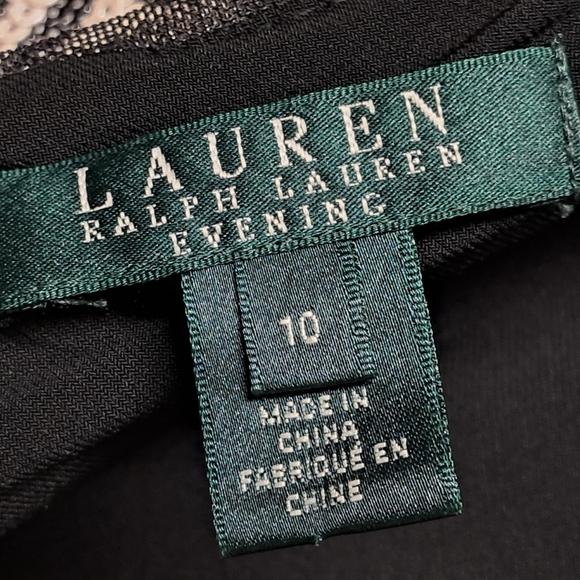 LAUREN
RALPH LAUREN
EVENING
10
MADE IN
CHINA
FABRIQUÉ EN
CHINE